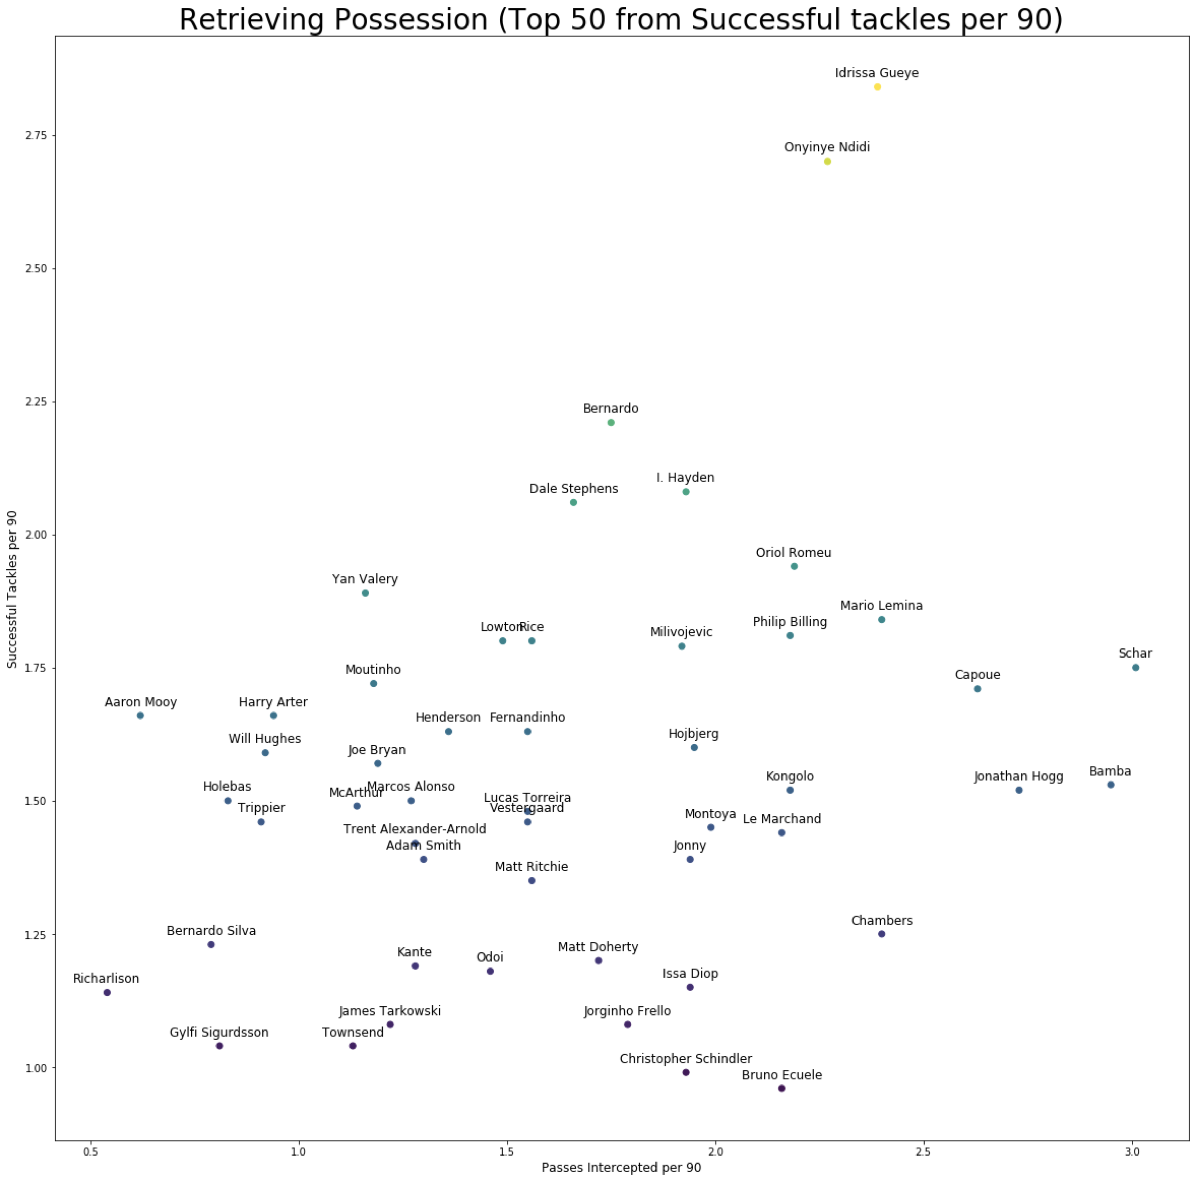 Retrieving Possession (Top 50 from Successful tackles per 90)
Idrissa Gueye
2.75
Onyinye Ndidi
2.50
2.25
Bernardo
I. Hayden
Dale Stephens
2.00
Oriol Romeu
Yan Valery
Mario Lemina
Philip Billing
Lowton
Rice
Milivojevic
Successful Tackles per 90
Schar
1.75
Moutinho
Capoue
Aaron Mooy
Harry Arter
Henderson
Fernandinho
Will Hughes
Hojbjerg
Joe Bryan
Kongolo
Jonathan Hogg
Bamba
1.50
Holebas
McArthur
Marcos Alonso
Lucas Torreira
Trippier
Vestergaard
Montoya
Le Marchand
Trent Alexander-Arnold
Adam Smith
Jonny
Matt Ritchie
Chambers
1.25
Bernardo Silva
Kante
Odoi
Matt Doherty
Richarlison
Issa Diop
James Tarkowski
Jorginho Frello
Gylfi Sigurdsson
Townsend
1.00
Christopher Schindler
Bruno Ecuele
0.5 1.0 1.5 2.0 2.5 3.0
Passes Intercepted per 90